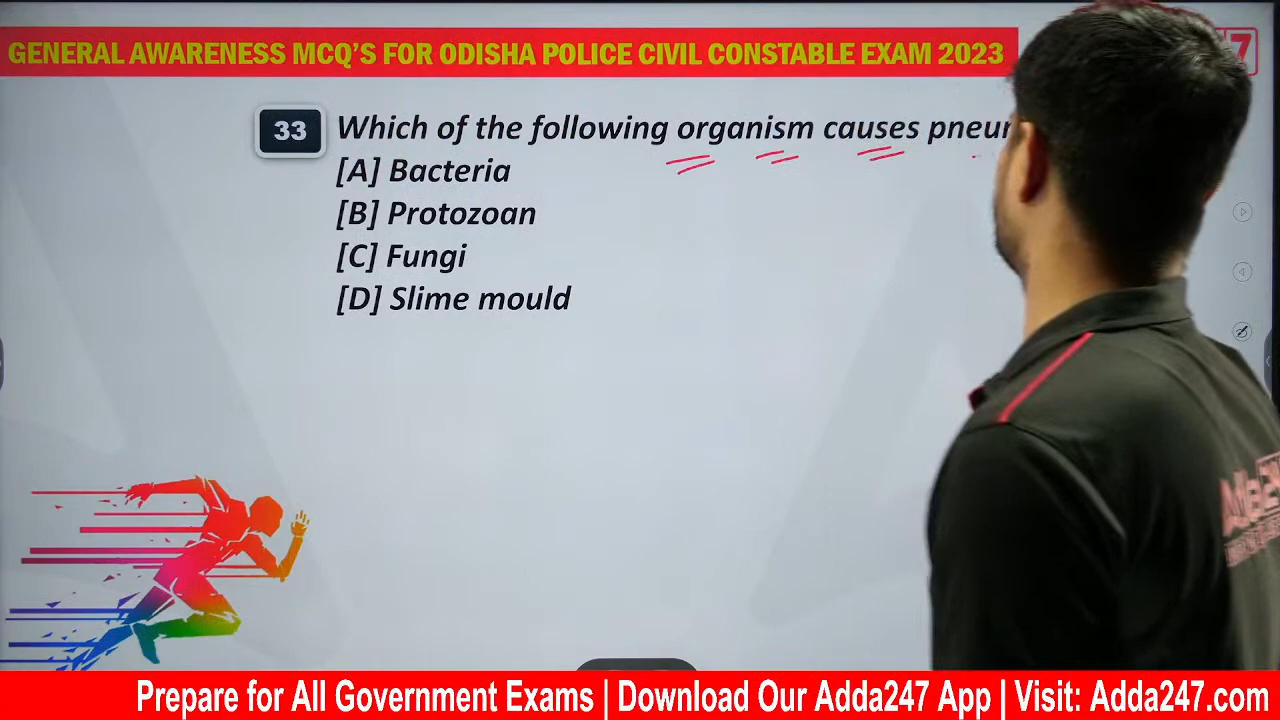 GENERAL AWARENESS MCQ'S FOR ODISHA POLICE CIVIL CONSTABLE EXAM 2023
33 Which of the following organism causes
[A] Bacteria
[B] Protozoan
[C] Fungi
[D] Slime mould
Prepare for All Government Exams | Download Our Adda247 App | Visit: Adda247.com